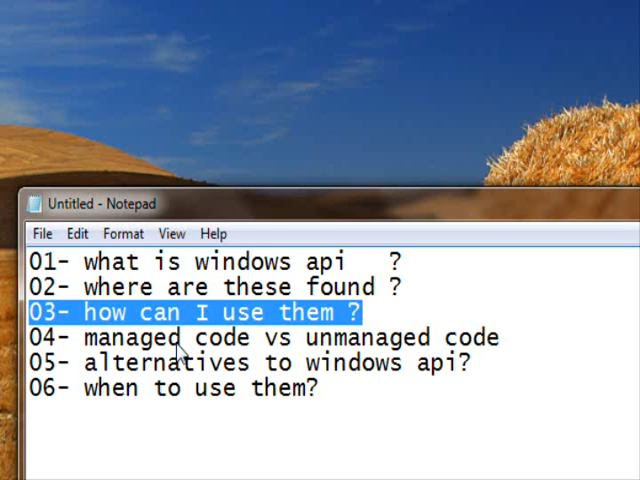 Untitled - Notepad
File Edit Format View Help
01- what is windows api ?
02- where are these found ?
03- how can I use them ?
04- managed code vs unmanaged code
05- alternatives to windows api?
06- when to use them?